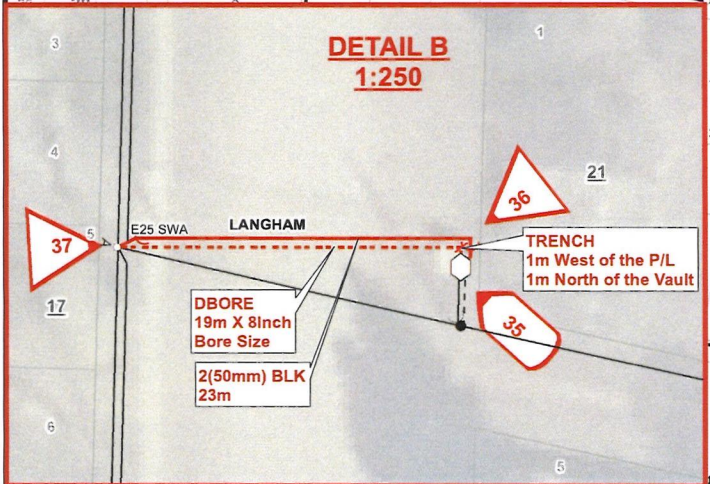 DETAIL B
1:250
3
1
4
21
36
5
E25 SWA
LANGHAM
37
TRENCH
1m West of the P/L
1m North of the Vault
17
DBORE
19m X 8Inch
Bore Size
35
2(50mm) BLK
23m
6
5